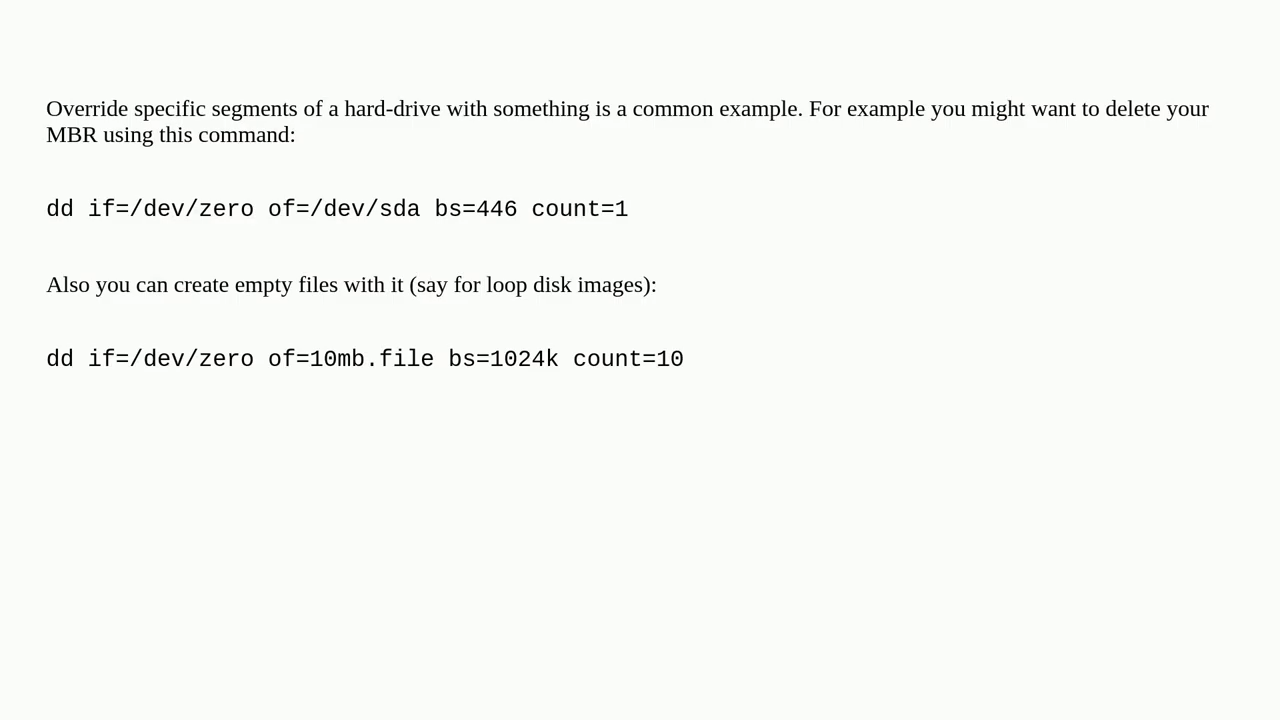 Override specific segments of a hard-drive with something is a common example. For example you might want to delete your
MBR using this command:
dd if=/dev/zero of=/dev/sda bs=446 count=1
Also you can create empty files with it (say for loop disk images):
dd if=/dev/zero of=10mb.file bs=1024k count=10